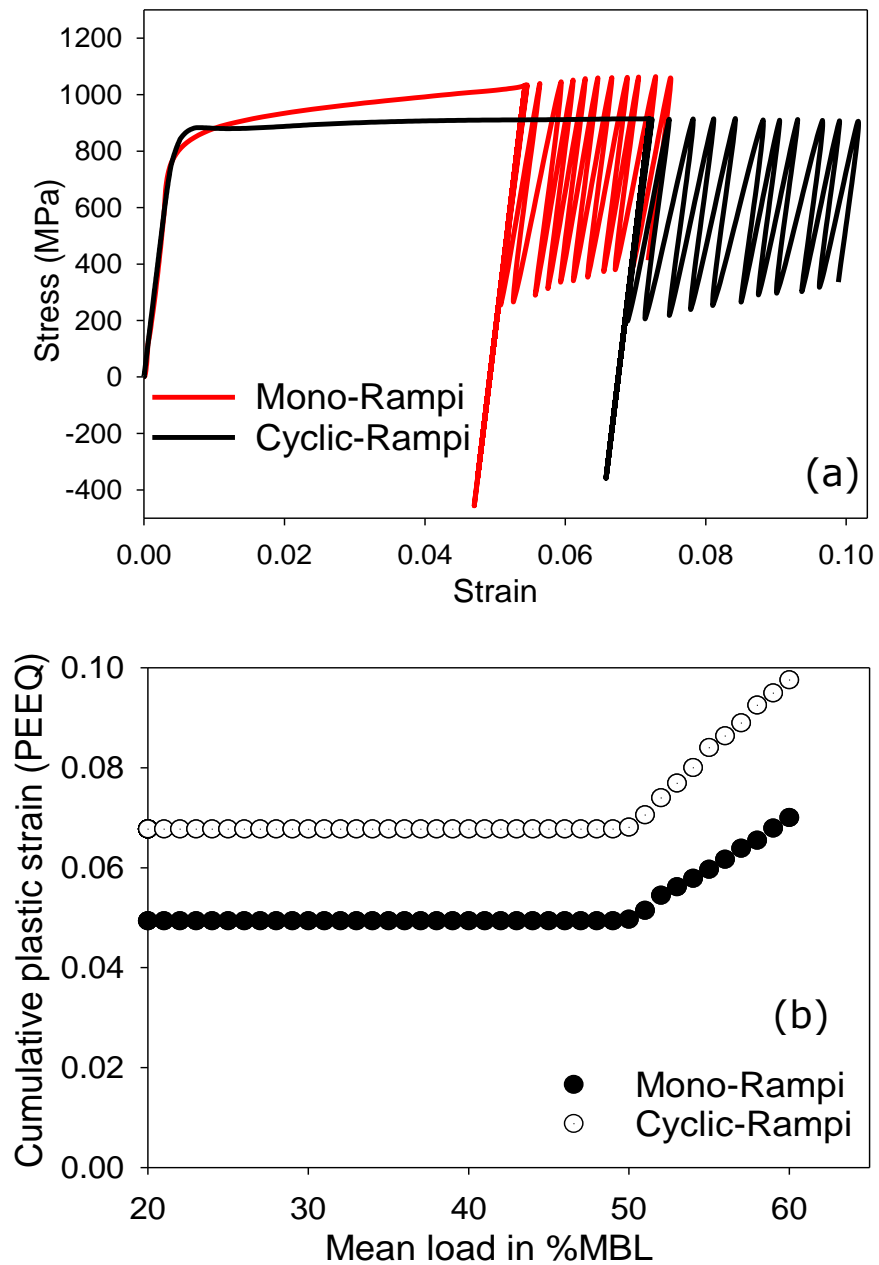 1200
1000
800
600
400
200
0
-200
-400
Stress (MPa)
Mono-Rampi
Cyclic-Rampi
(a)
0.00 0.02 0.04 0.06 0.08 0.10
Strain
0.10
0.08
0.06
0.04
0.02
0.00
Cumulative plastic strain (PEEQ)
(b)
Mono-Rampi
Cyclic-Rampi
20 30 40 50 60
Mean load in %MBL